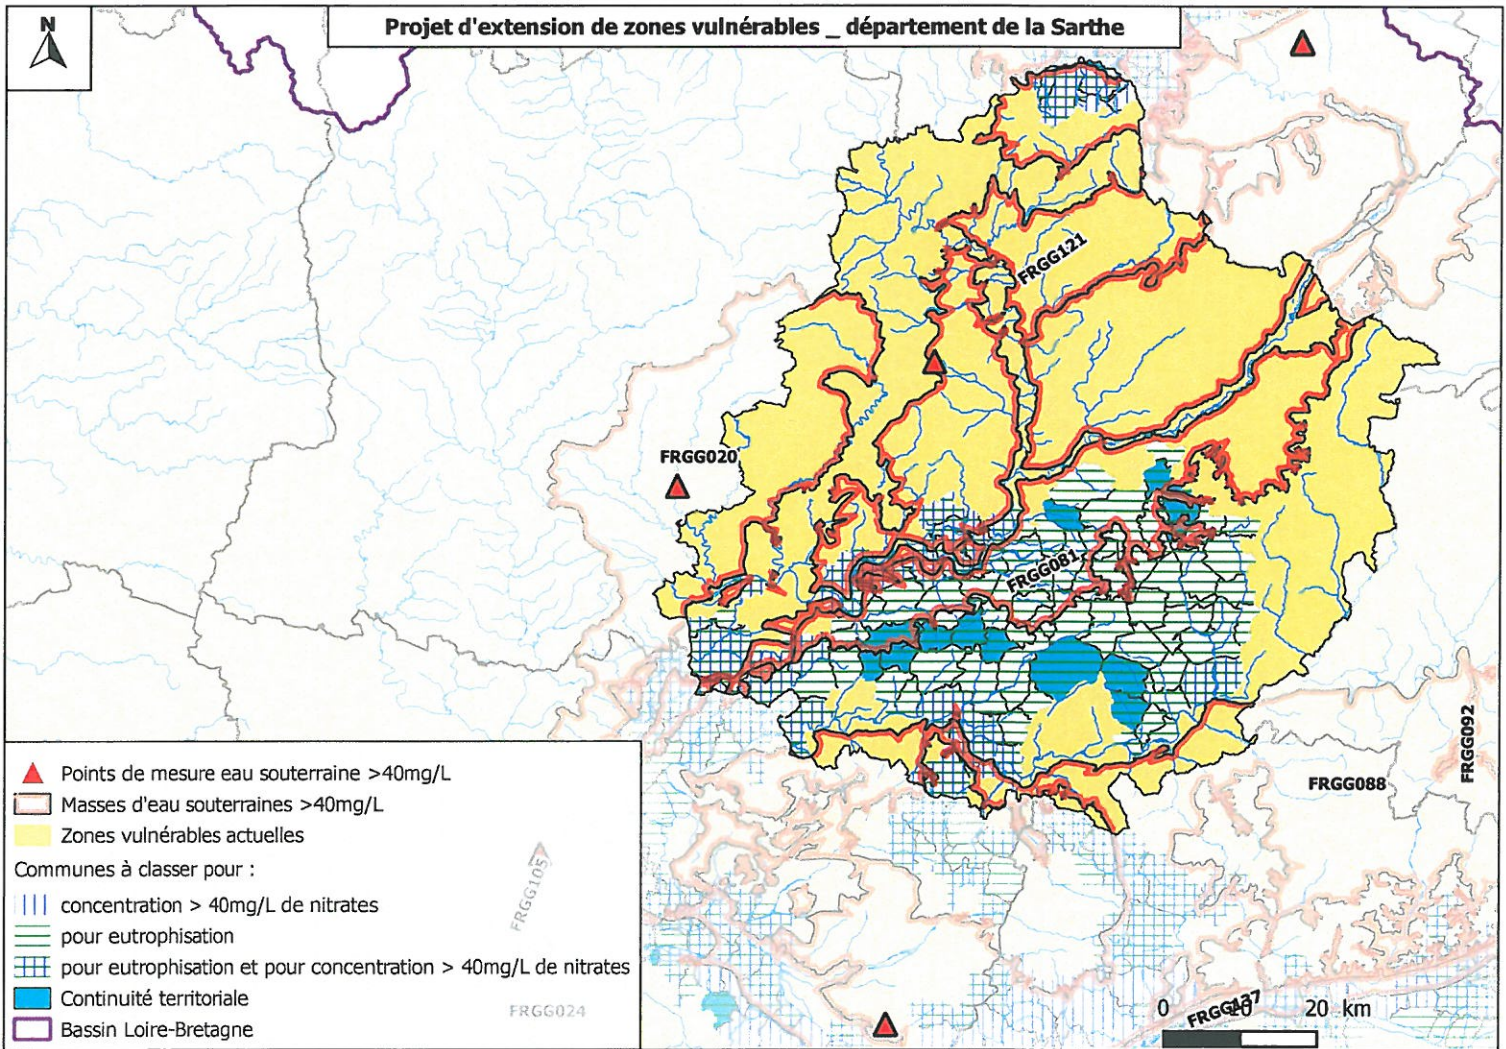 Projet d'extension de zones vulnérables _ département de la Sarthe
N
FRGG121
FRGG020
FRGG081
FRGG092
FRGG088
Points de mesure eau souterraine >40mg/L
Masses d'eau souterraines >40mg/L
Zones vulnérables actuelles
Communes à classer pour :
concentration > 40mg/L de nitrates
pour eutrophisation
pour eutrophisation et pour concentration > 40mg/L de nitrates
Continuité territoriale
Bassin Loire-Bretagne
FRGG105
FRGG024
0 20 km